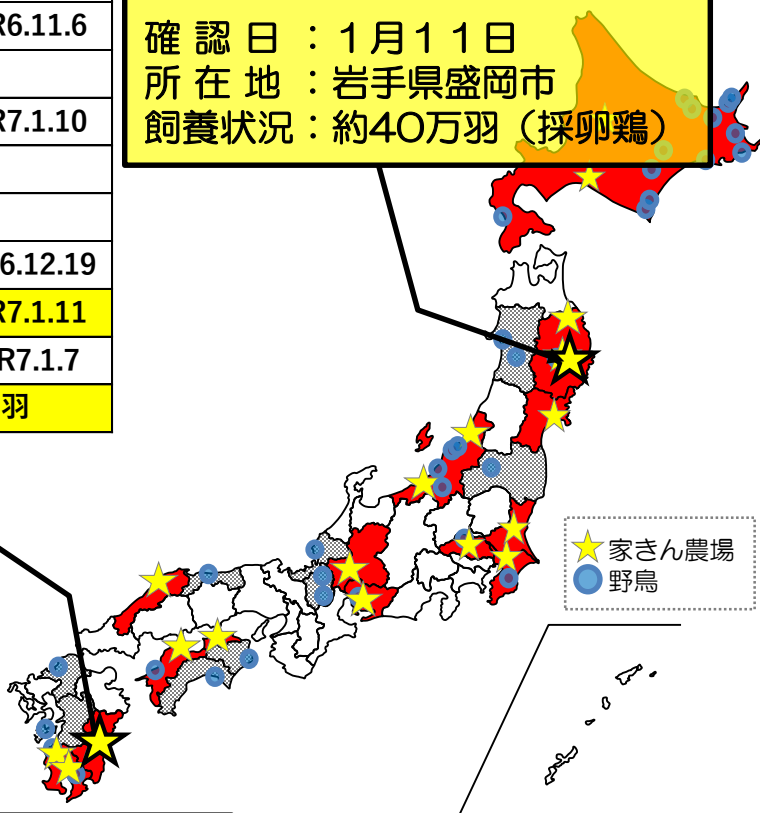 R6.11.6
R7.1.10
6.12.19
R7.1.11
R7.1.7
羽
確認日：１月１１日
所在地：岩手県盛岡市
飼養状況：約40万羽（採卵鶏）
家きん農場
野鳥